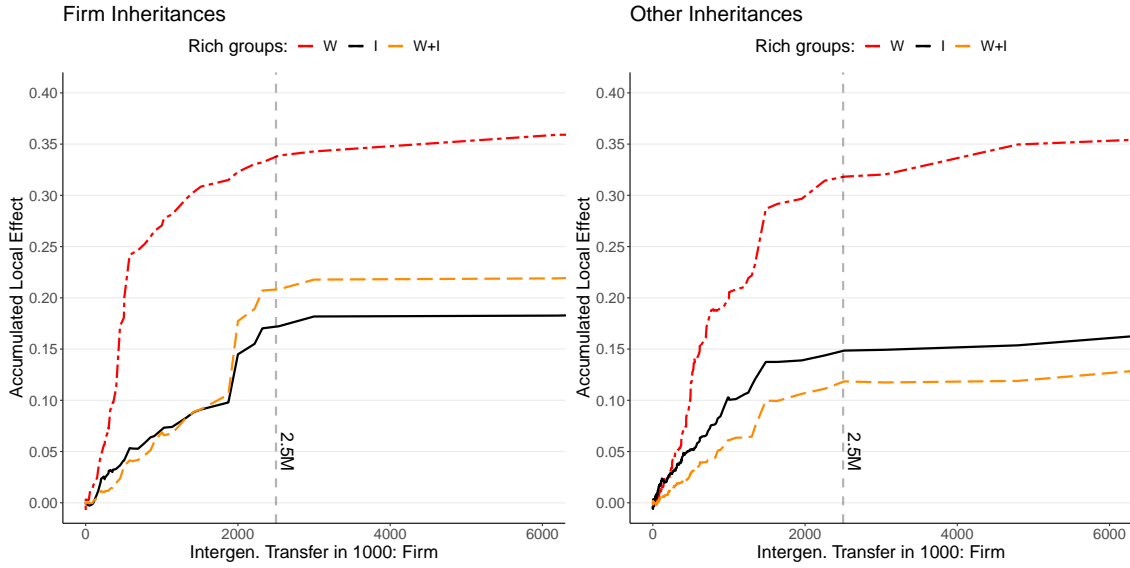 Firm Inheritances
Rich groups: W I W+I
Accumulated Local Effect
0.40
0.35
0.30
0.25
0.20
0.15
0.10
0.05
0.00
2.5M
0 2000 4000 6000
Intergen. Transfer in 1000: Firm
Other Inheritances
Rich groups: W I W+I
Accumulated Local Effect
0.40
0.35
0.30
0.25
0.20
0.15
0.10
0.05
0.00
2.5M
0 2000 4000 6000
Intergen. Transfer in 1000: Firm